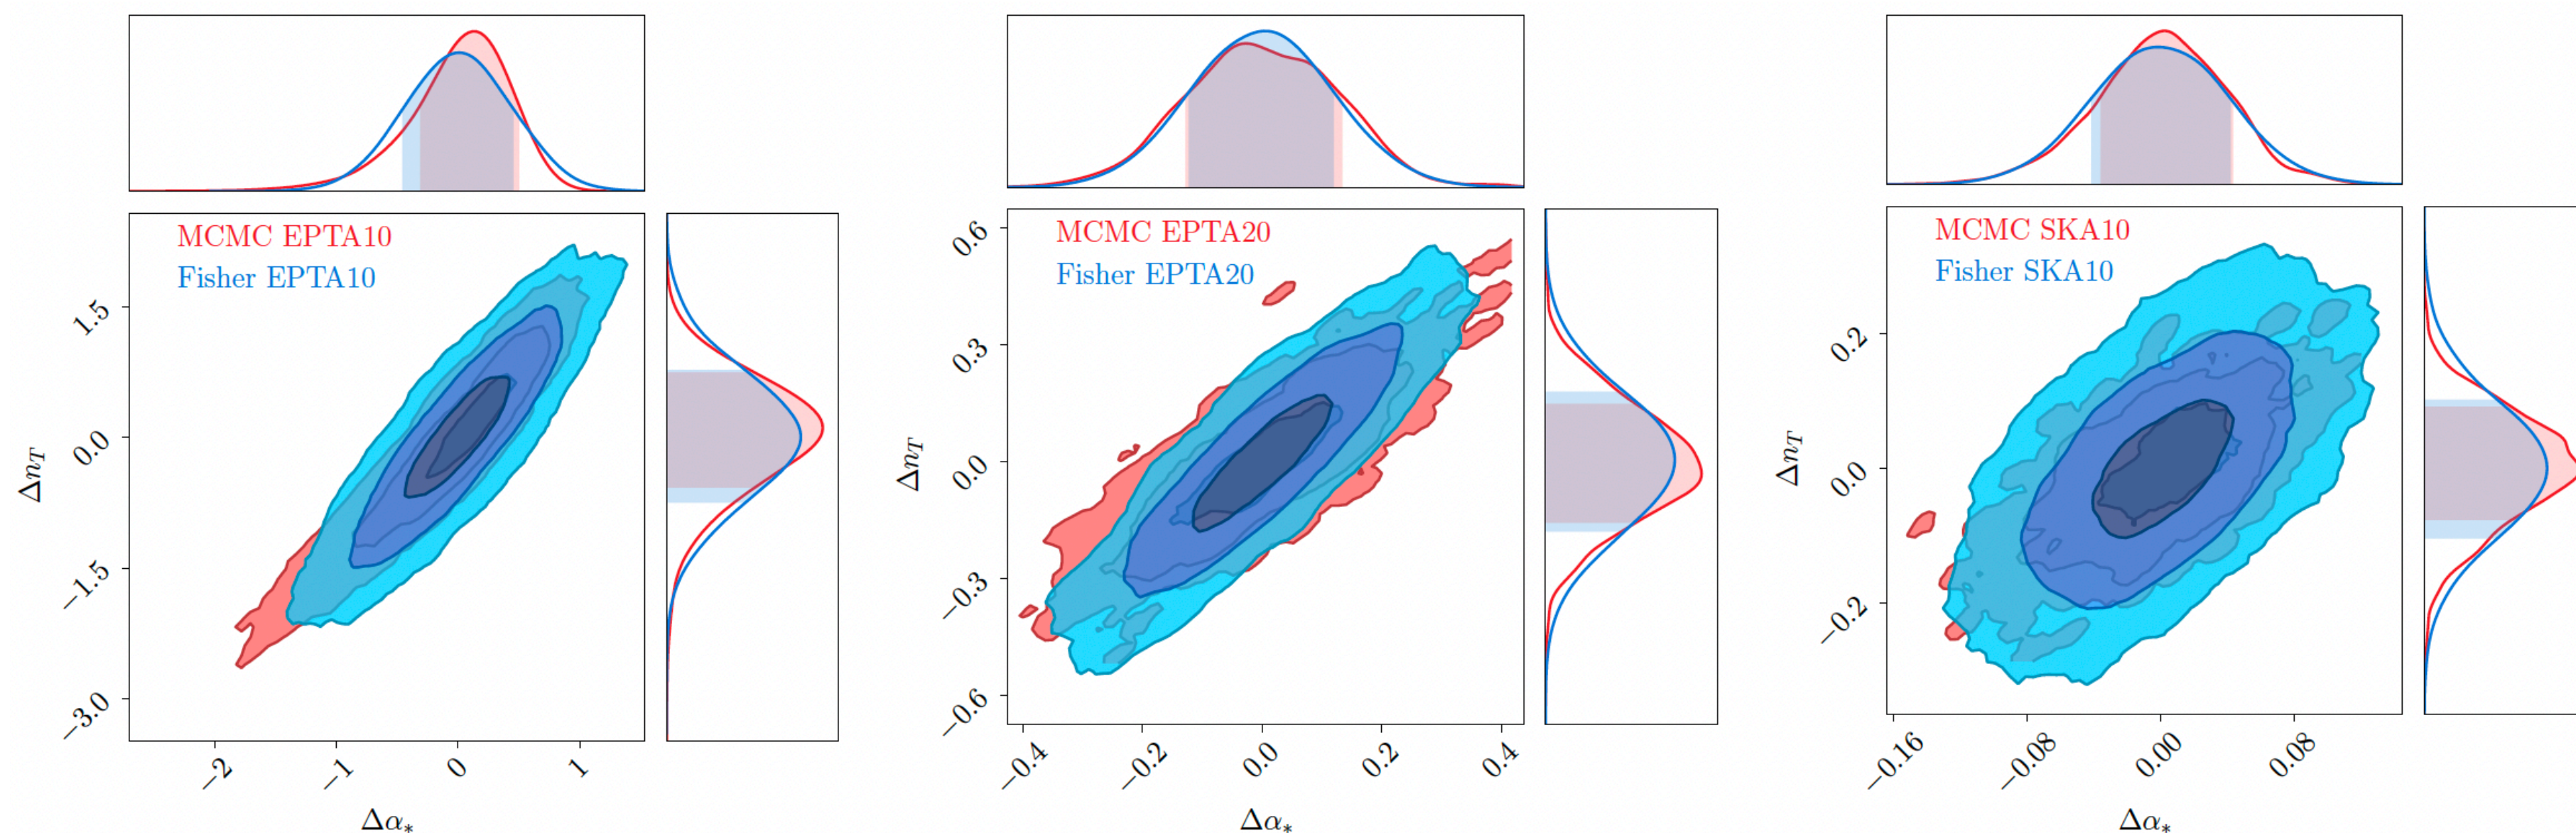 MCMC EPTA10
Fisher EPTA10
1.5
0.0
−1.5
−3.0
Δn_T
−2
−1
0
1
Δα_*
MCMC EPTA20
Fisher EPTA20
0.6
0.3
0.0
−0.3
−0.6
Δn_T
−0.4
−0.2
0.0
0.2
0.4
Δα_*
MCMC SKA10
Fisher SKA10
0.2
0.0
−0.2
Δn_T
−0.16
−0.08
0.00
0.08
Δα_*